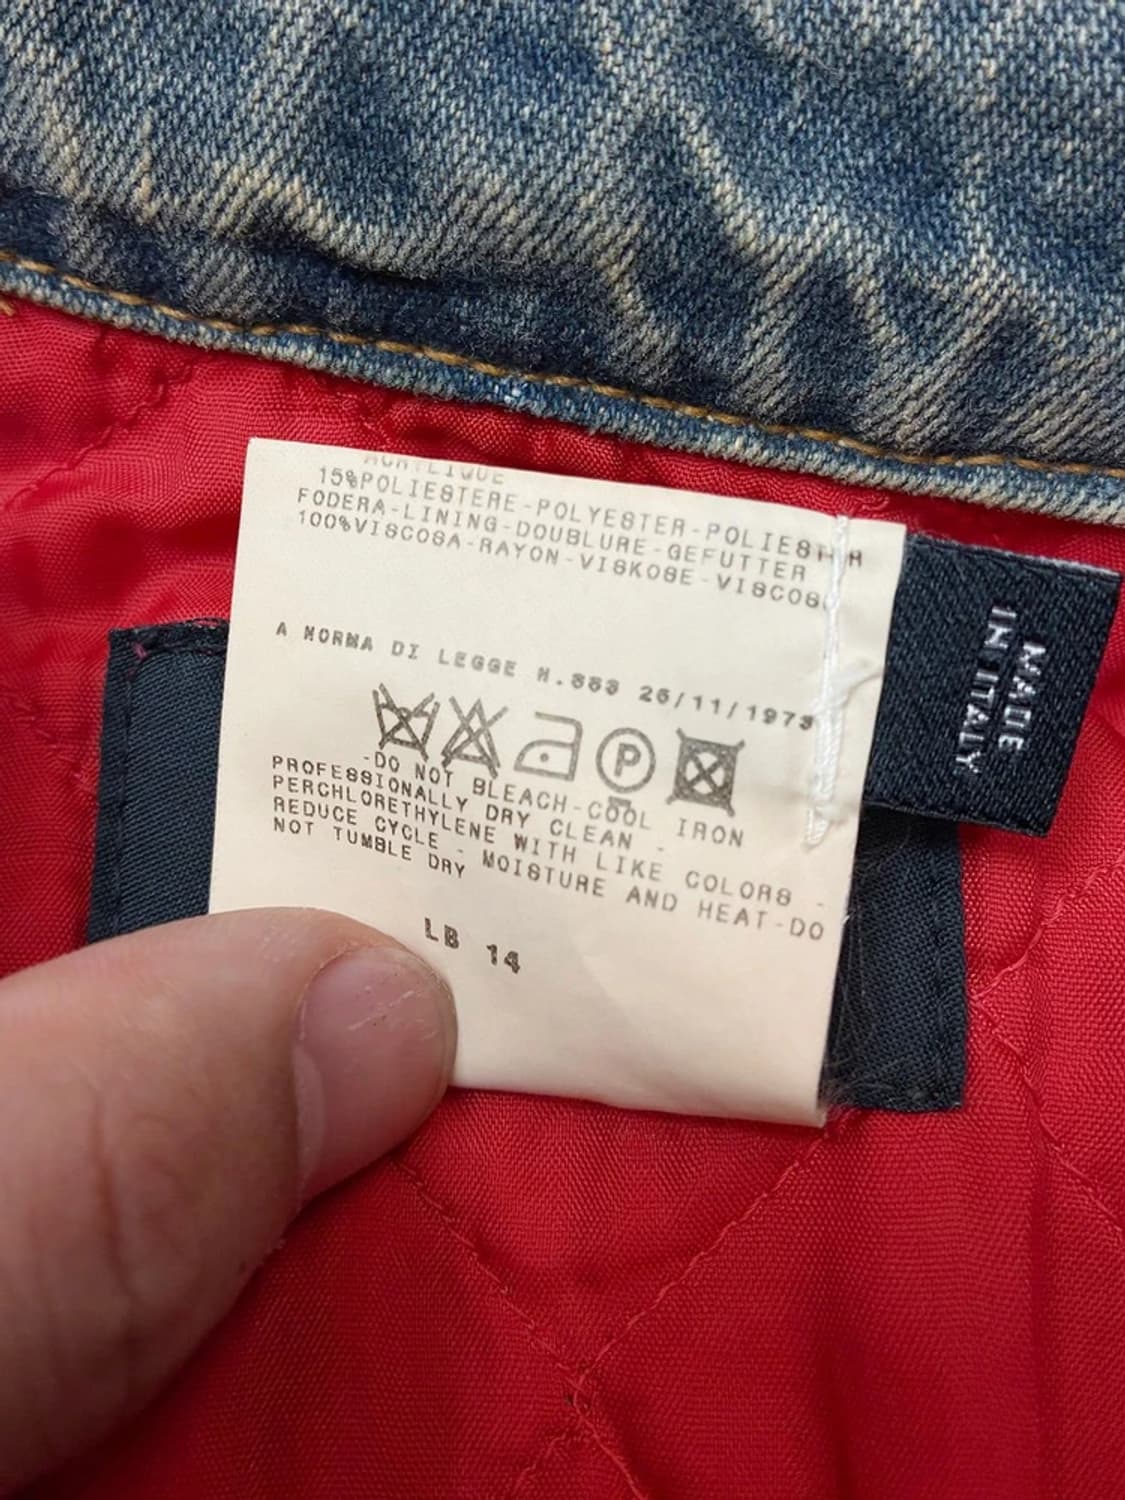 ACRYLIQUE
15%POLIESTERE-POLYESTER-POLIESTER
FODERA-LINING-DOUBLURE-GEFUTTER
100%VISCOSA-RAYON-VISKOSE-VISCOSA
A NORMA DI LEGGE N.883 26/11/1973
P
-DO NOT BLEACH-COOL IRON
PROFESSIONALLY DRY CLEAN -
PERCHLORETHYLENE WITH LIKE COLORS -
REDUCE CYCLE - MOISTURE AND HEAT-DO
NOT TUMBLE DRY
LB 14
MADE
IN ITALY